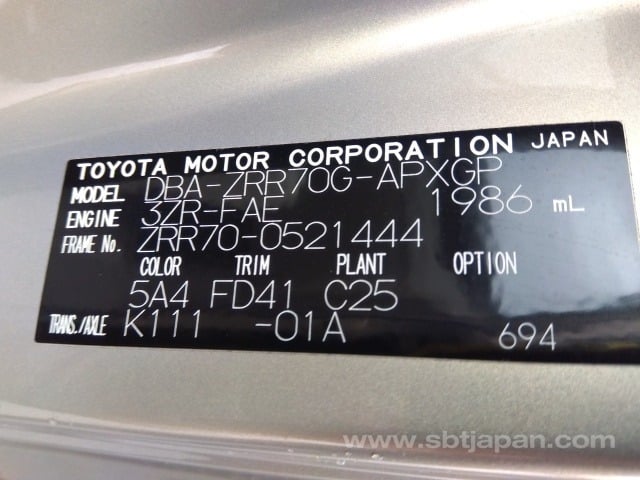 TOYOTA MOTOR CORPORATION JAPAN
MODEL DBA-ZRR70G-APXGP
ENGINE 3ZR-FAE 1986 mL
FRAME No. ZRR70-0521444
COLOR TRIM PLANT OPTION
5A4 FD41 C25
TRANS./AXLE K111 -01A 694
www.sbtjapan.com